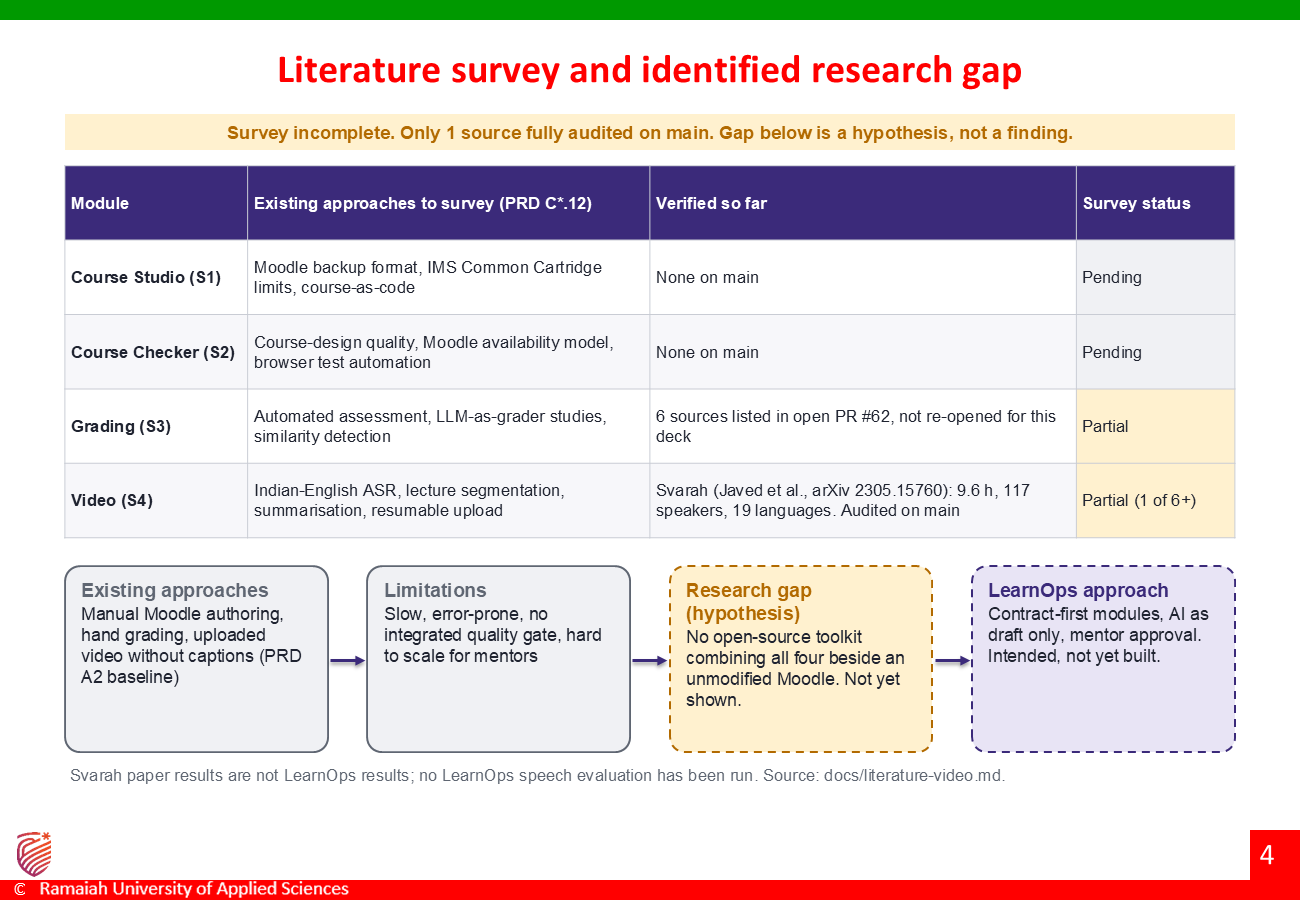 Literature survey and identified research gap
Survey incomplete. Only 1 source fully audited on main. Gap below is a hypothesis, not a finding.
Module
Existing approaches to survey (PRD C*.12)
Verified so far
Survey status
Course Studio (S1)
Moodle backup format, IMS Common Cartridge
limits, course-as-code
None on main
Pending
Course Checker (S2)
Course-design quality, Moodle availability model,
browser test automation
None on main
Pending
Grading (S3)
Automated assessment, LLM-as-grader studies,
similarity detection
6 sources listed in open PR #62, not re-opened for this
deck
Partial
Video (S4)
Indian-English ASR, lecture segmentation,
summarisation, resumable upload
Svarah (Javed et al., arXiv 2305.15760): 9.6 h, 117
speakers, 19 languages. Audited on main
Partial (1 of 6+)
Existing approaches
Manual Moodle authoring,
hand grading, uploaded
video without captions (PRD
A2 baseline)
Limitations
Slow, error-prone, no
integrated quality gate, hard
to scale for mentors
Research gap
(hypothesis)
No open-source toolkit
combining all four beside an
unmodified Moodle. Not yet
shown.
LearnOps approach
Contract-first modules, AI as
draft only, mentor approval.
Intended, not yet built.
Svarah paper results are not LearnOps results; no LearnOps speech evaluation has been run. Source: docs/literature-video.md.
4
© Ramaiah University of Applied Sciences